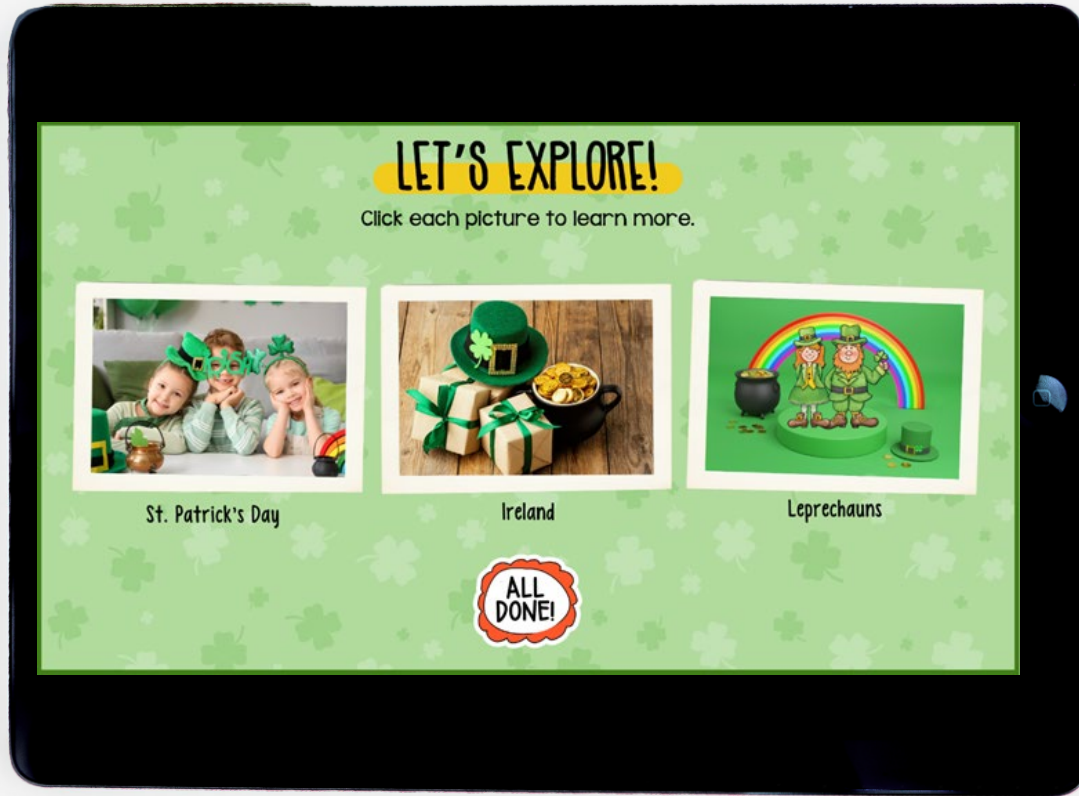 LET'S EXPLORE!
Click each picture to learn more.
St. Patrick's Day
Ireland
Leprechauns
ALL
DONE!